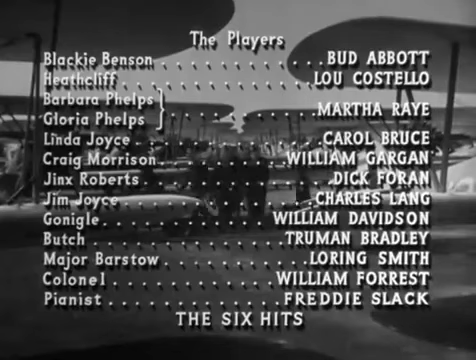 The Players
Blackie Benson . . . . . . . . . . . . BUD ABBOTT
Heathcliff . . . . . . . . . . . . . . LOU COSTELLO
Barbara Phelps
Gloria Phelps } . . . . . . . . . . MARTHA RAYE
Linda Joyce . . . . . . . . . . . . CAROL BRUCE
Craig Morrison . . . . . . . . . WILLIAM GARGAN
Jinx Roberts . . . . . . . . . . . . DICK FORAN
Jim Joyce . . . . . . . . . . . . CHARLES LANG
Gonigle . . . . . . . . . . . WILLIAM DAVIDSON
Butch . . . . . . . . . . . . TRUMAN BRADLEY
Major Barstow . . . . . . . . . LORING SMITH
Colonel . . . . . . . . . . . WILLIAM FORREST
Pianist . . . . . . . . . . . . FREDDIE SLACK
THE SIX HITS